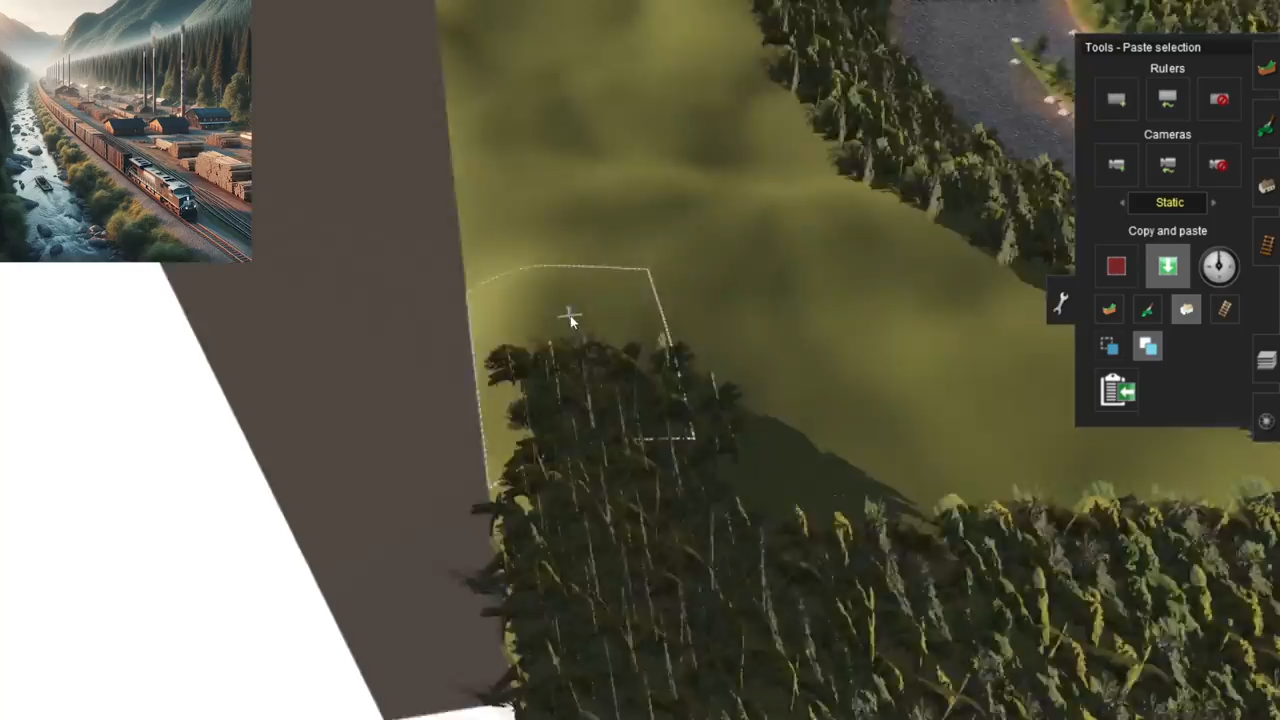 Tools - Paste selection
Rulers
Cameras
Static
Copy and paste